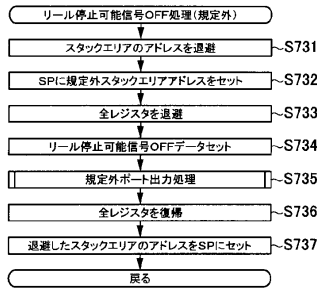 リール停止可能信号OFF処理(規定外)
スタックエリアのアドレスを退避
S731
SPに規定外スタックエリアアドレスをセット
S732
全レジスタを退避
S733
リール停止可能信号OFFデータセット
S734
規定外ポート出力処理
S735
全レジスタを復帰
S736
退避したスタックエリアのアドレスをSPにセット
S737
戻る